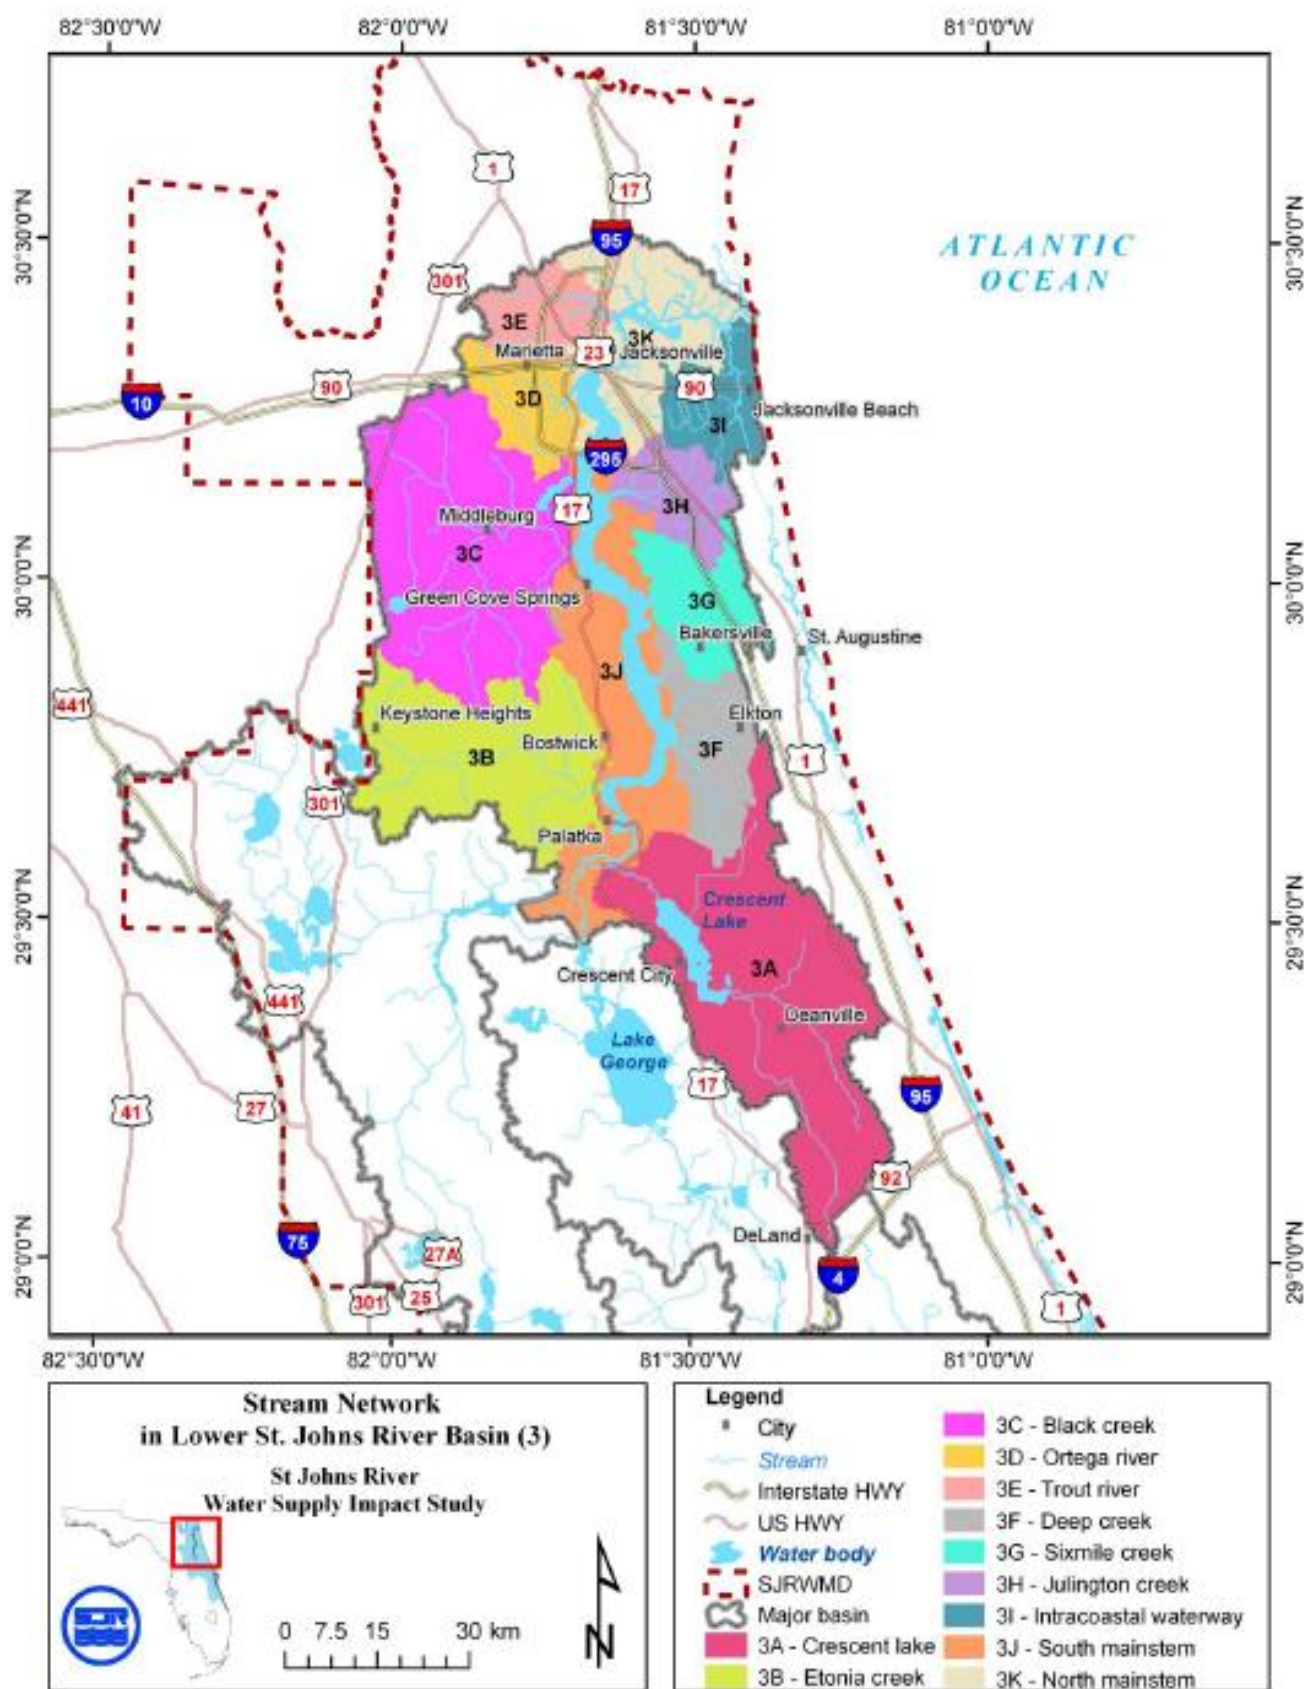 82°30'0"W 82°0'0"W 81°30'0"W 81°0'0"W
1
17
30°30'0"N
95
30°30'0"N
ATLANTIC
OCEAN
301
3E
3K
Marietta
23
Jacksonville
90
90
10
3D
Jacksonville Beach
3I
295
17
3H
Middleburg
3C
30°0'0"N
30°0'0"N
Green Cove Springs
3G
Bakersville
St. Augustine
3J
441
Keystone Heights
Elkton
Bostwick
3F
3B
1
301
Palatka
Crescent
Lake
29°30'0"N
29°30'0"N
3A
Crescent City
441
Deanville
Lake
George
17
95
41
27
92
DeLand
75
27A
29°0'0"N
29°0'0"N
4
301
25
1
82°30'0"W 82°0'0"W 81°30'0"W 81°0'0"W
Stream Network
in Lower St. Johns River Basin (3)
St Johns River
Water Supply Impact Study
SJR
0 7.5 15 30 km
N
Legend
City
Stream
Interstate HWY
US HWY
Water body
SJRWMD
Major basin
3A - Crescent lake
3B - Etonia creek
3C - Black creek
3D - Ortega river
3E - Trout river
3F - Deep creek
3G - Sixmile creek
3H - Julington creek
3I - Intracoastal waterway
3J - South mainstem
3K - North mainstem